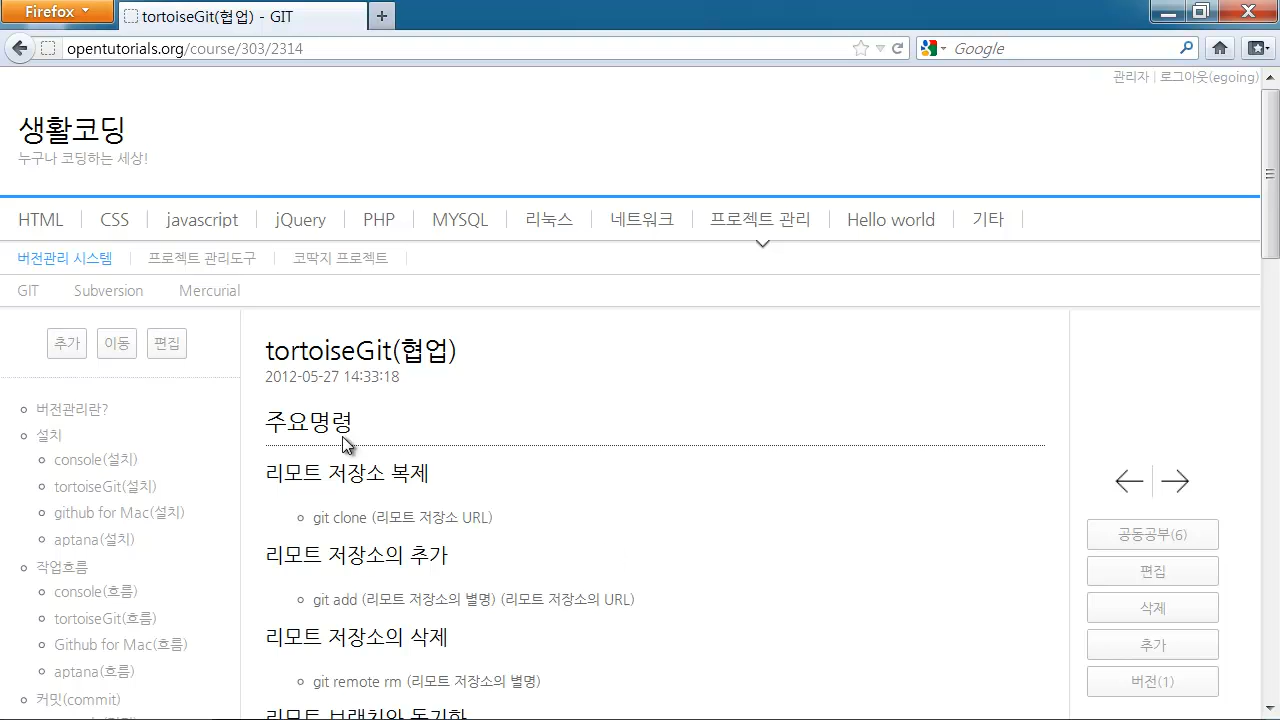 Firefox
tortoiseGit(협업) - GIT
opentutorials.org/course/303/2314
Google
관리자 | 로그아웃(egoing)
생활코딩
누구나 코딩하는 세상!
HTML CSS javascript jQuery PHP MYSQL 리눅스 네트워크 프로젝트 관리 Hello world 기타
버전관리 시스템 프로젝트 관리도구 코딱지 프로젝트
GIT Subversion Mercurial
추가 이동 편집
버전관리란?
설치
console(설치)
tortoiseGit(설치)
github for Mac(설치)
aptana(설치)
작업흐름
console(흐름)
tortoiseGit(흐름)
Github for Mac(흐름)
aptana(흐름)
커밋(commit)
tortoiseGit(협업)
2012-05-27 14:33:18
주요명령
리모트 저장소 복제
git clone (리모트 저장소 URL)
리모트 저장소의 추가
git add (리모트 저장소의 별명) (리모트 저장소의 URL)
리모트 저장소의 삭제
git remote rm (리모트 저장소의 별명)
리모트 브랜치와 동기화
공동공부(6)
편집
삭제
추가
버전(1)